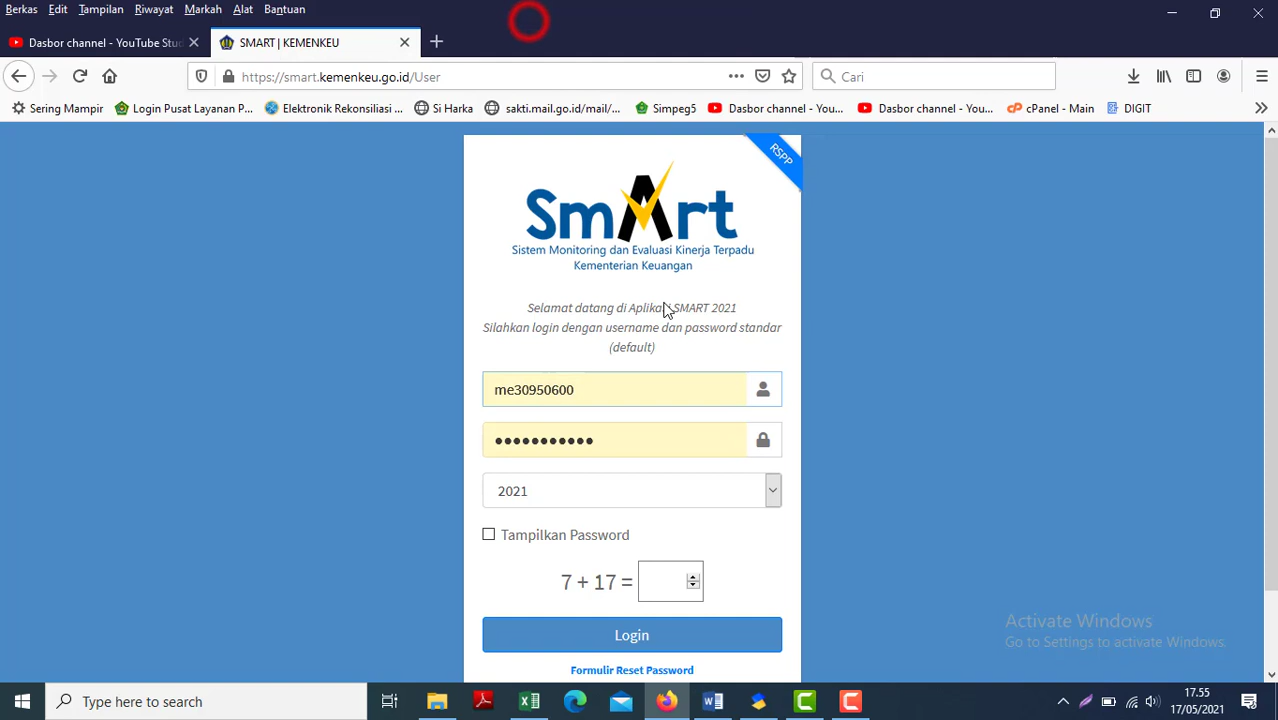 Berkas Edit Tampilan Riwayat Markah Alat Bantuan
Dasbor channel - YouTube Stud
SMART | KEMENKEU
https://smart.kemenkeu.go.id/User
Cari
Sering Mampir
Login Pusat Layanan P...
Elektronik Rekonsiliasi ...
Si Harka
sakti.mail.go.id/mail/...
Simpeg5
Dasbor channel - You...
Dasbor channel - You...
cPanel - Main
DIGIT
RSPP
SmArt
Sistem Monitoring dan Evaluasi Kinerja Terpadu
Kementerian Keuangan
Selamat datang di Aplikasi SMART 2021
Silahkan login dengan username dan password standar
(default)
me30950600
●●●●●●●●●●●
2021
Tampilkan Password
7 + 17 =
Login
Formulir Reset Password
Activate Windows
Go to Settings to activate Windows.
Type here to search
17.55
17/05/2021